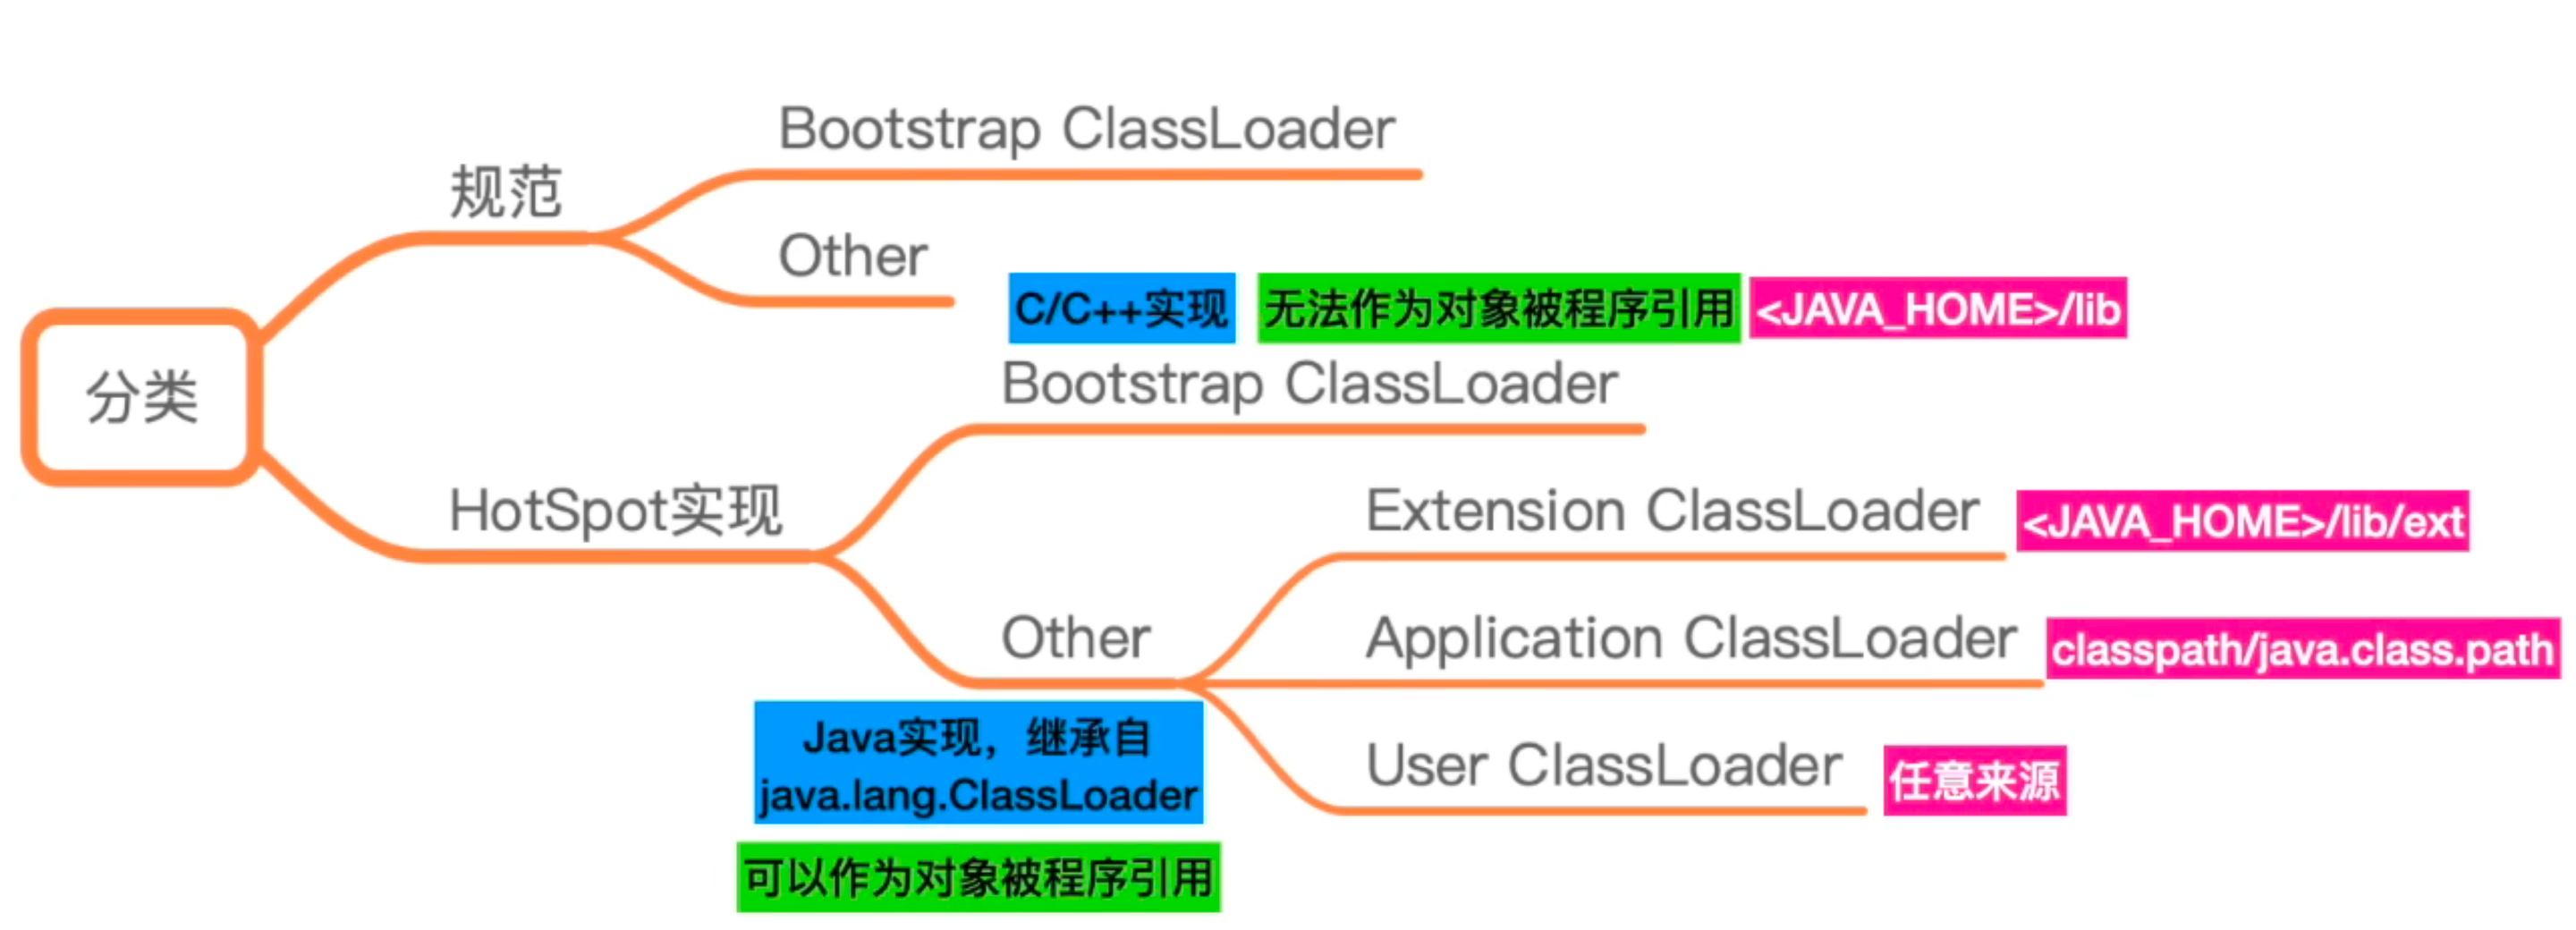 分类
规范
Bootstrap ClassLoader
Other
HotSpot实现
C/C++实现
无法作为对象被程序引用
<JAVA_HOME>/lib
Bootstrap ClassLoader
Other
Java实现，继承自
java.lang.ClassLoader
可以作为对象被程序引用
Extension ClassLoader
<JAVA_HOME>/lib/ext
Application ClassLoader
classpath/java.class.path
User ClassLoader
任意来源